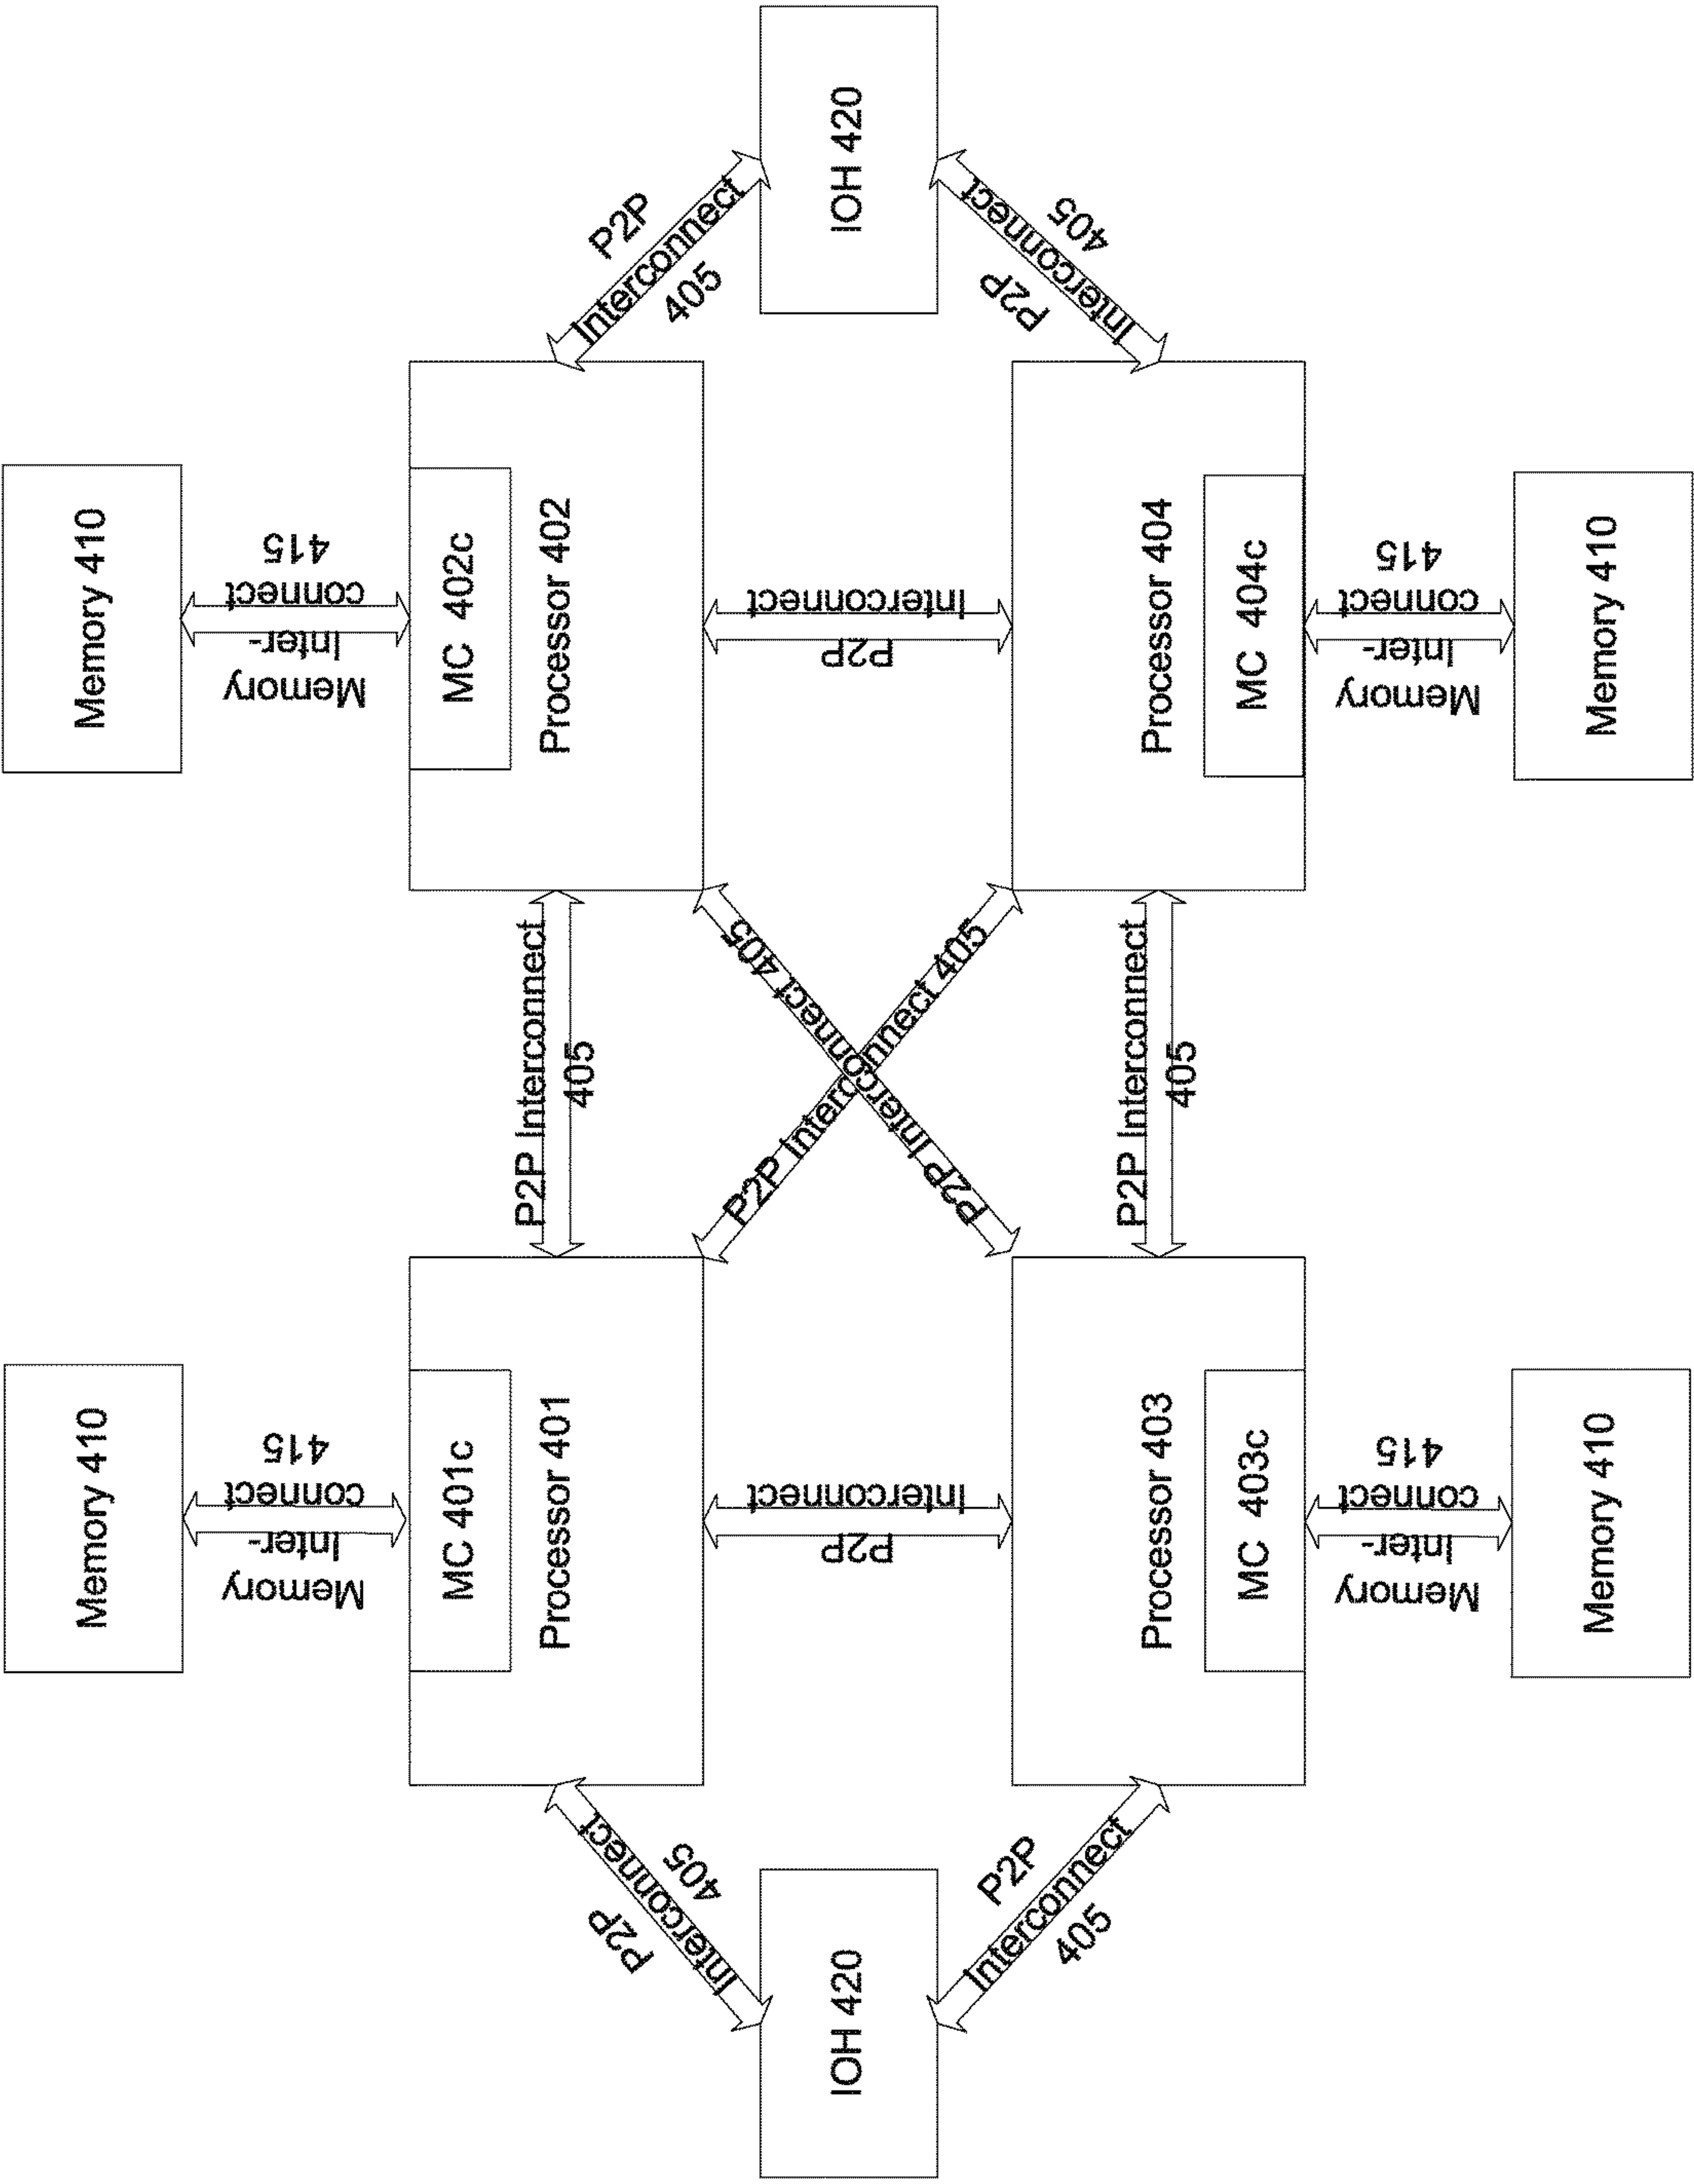 Memory 410
Memory 410
Memory
Inter-
connect
415
Memory
Inter-
connect
415
MC 401c
Processor 401
MC 402c
Processor 402
P2P Interconnect
405
P2P
Interconnect
405
P2P
Interconnect
405
IOH 420
P2P
Interconnect
P2P Interconnect 405
P2P Interconnect 405
P2P
Interconnect
IOH 420
P2P
Interconnect
405
P2P
Interconnect
405
Processor 403
MC 403c
P2P Interconnect
405
Processor 404
MC 404c
Memory
Inter-
connect
415
Memory
Inter-
connect
415
Memory 410
Memory 410